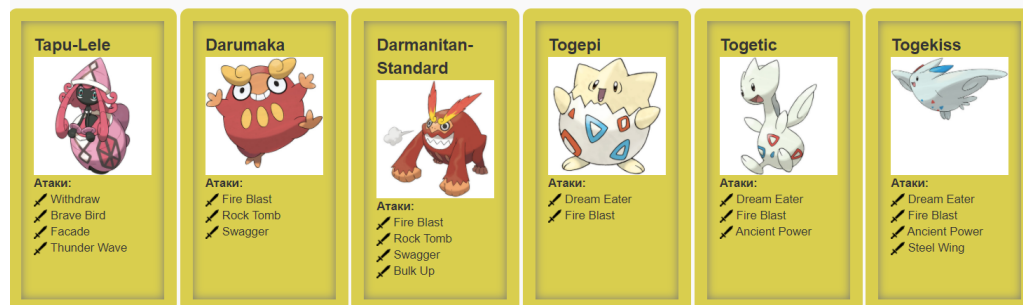 Tapu-Lele
Атаки:
Withdraw
Brave Bird
Facade
Thunder Wave
Darumaka
Атаки:
Fire Blast
Rock Tomb
Swagger
Darmanitan-
Standard
Атаки:
Fire Blast
Rock Tomb
Swagger
Bulk Up
Togepi
Атаки:
Dream Eater
Fire Blast
Togetic
Атаки:
Dream Eater
Fire Blast
Ancient Power
Togekiss
Атаки:
Dream Eater
Fire Blast
Ancient Power
Steel Wing